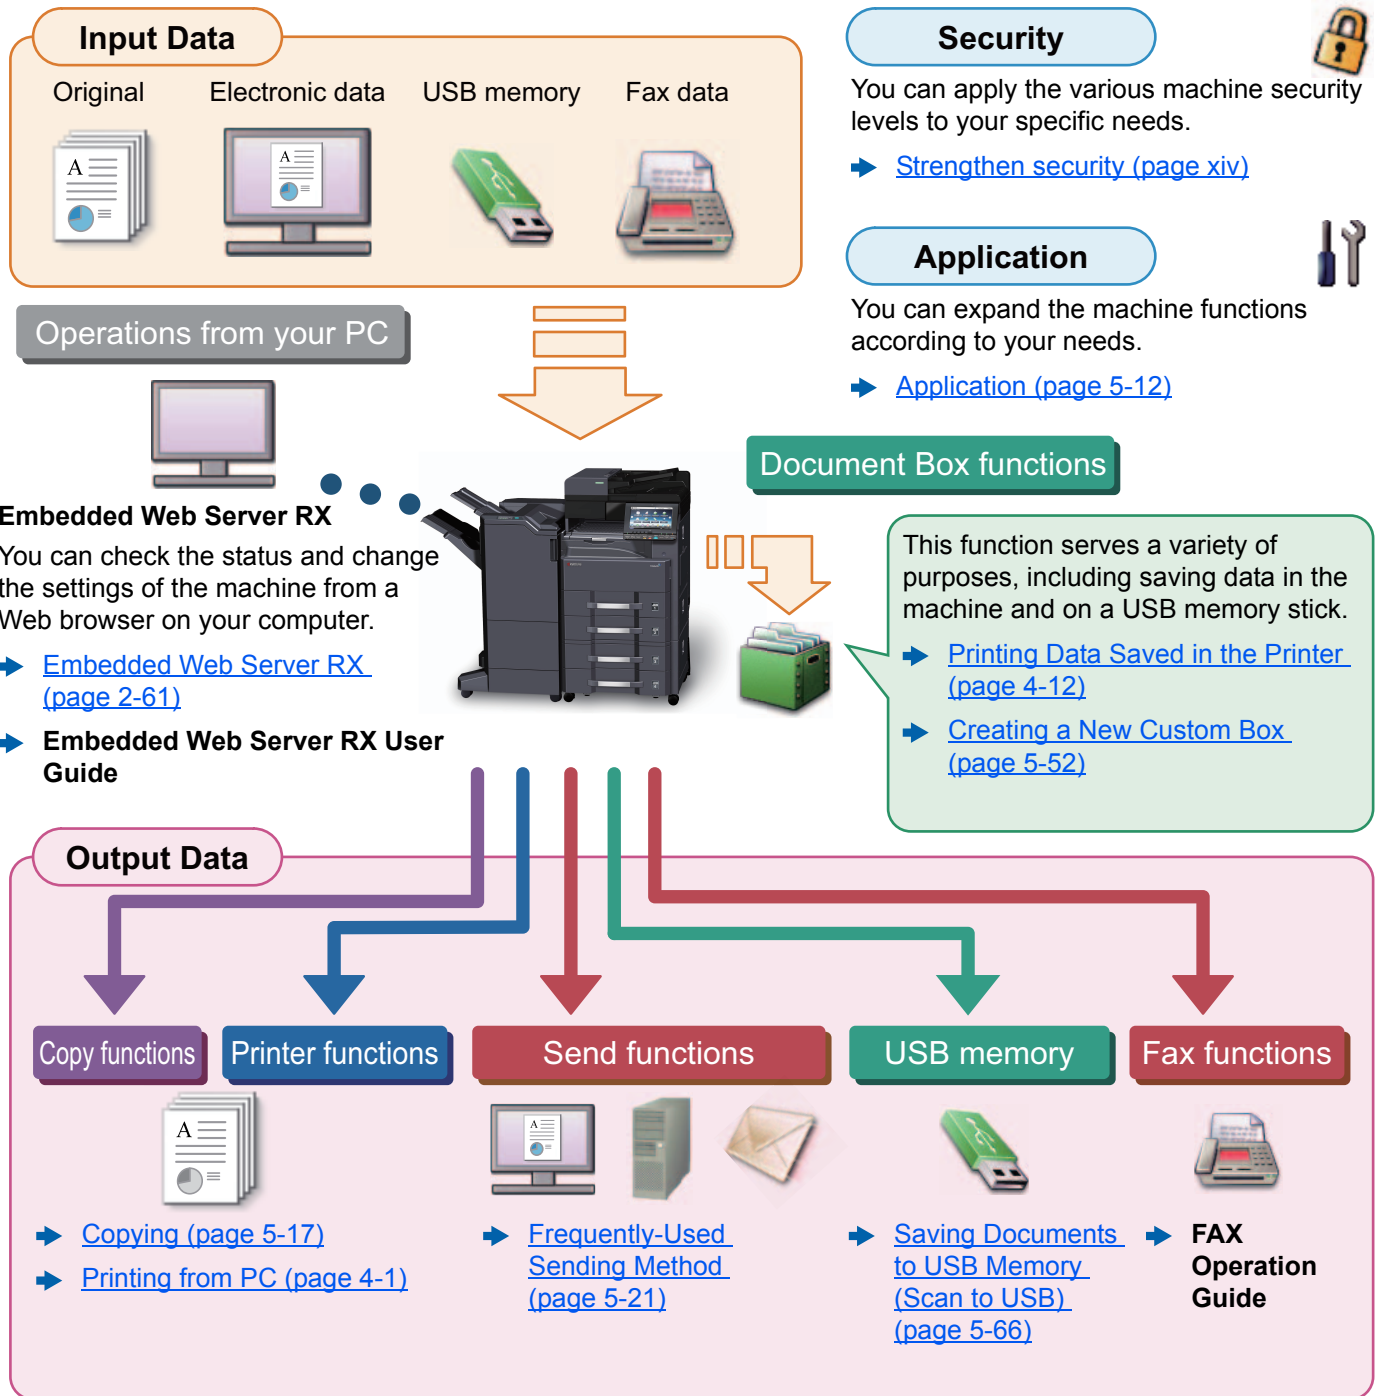 Input Data
Original
Electronic data
USB memory
Fax data
Security
You can apply the various machine security
levels to your specific needs.
Strengthen security (page xiv)
Application
You can expand the machine functions
according to your needs.
Application (page 5-12)
Operations from your PC
Embedded Web Server RX
You can check the status and change
the settings of the machine from a
Web browser on your computer.
Embedded Web Server RX
(page 2-61)
Embedded Web Server RX User
Guide
Document Box functions
This function serves a variety of
purposes, including saving data in the
machine and on a USB memory stick.
Printing Data Saved in the Printer
(page 4-12)
Creating a New Custom Box
(page 5-52)
Output Data
Copy functions
Printer functions
Send functions
USB memory
Fax functions
Copying (page 5-17)
Printing from PC (page 4-1)
Frequently-Used
Sending Method
(page 5-21)
Saving Documents
to USB Memory
(Scan to USB)
(page 5-66)
FAX
Operation
Guide